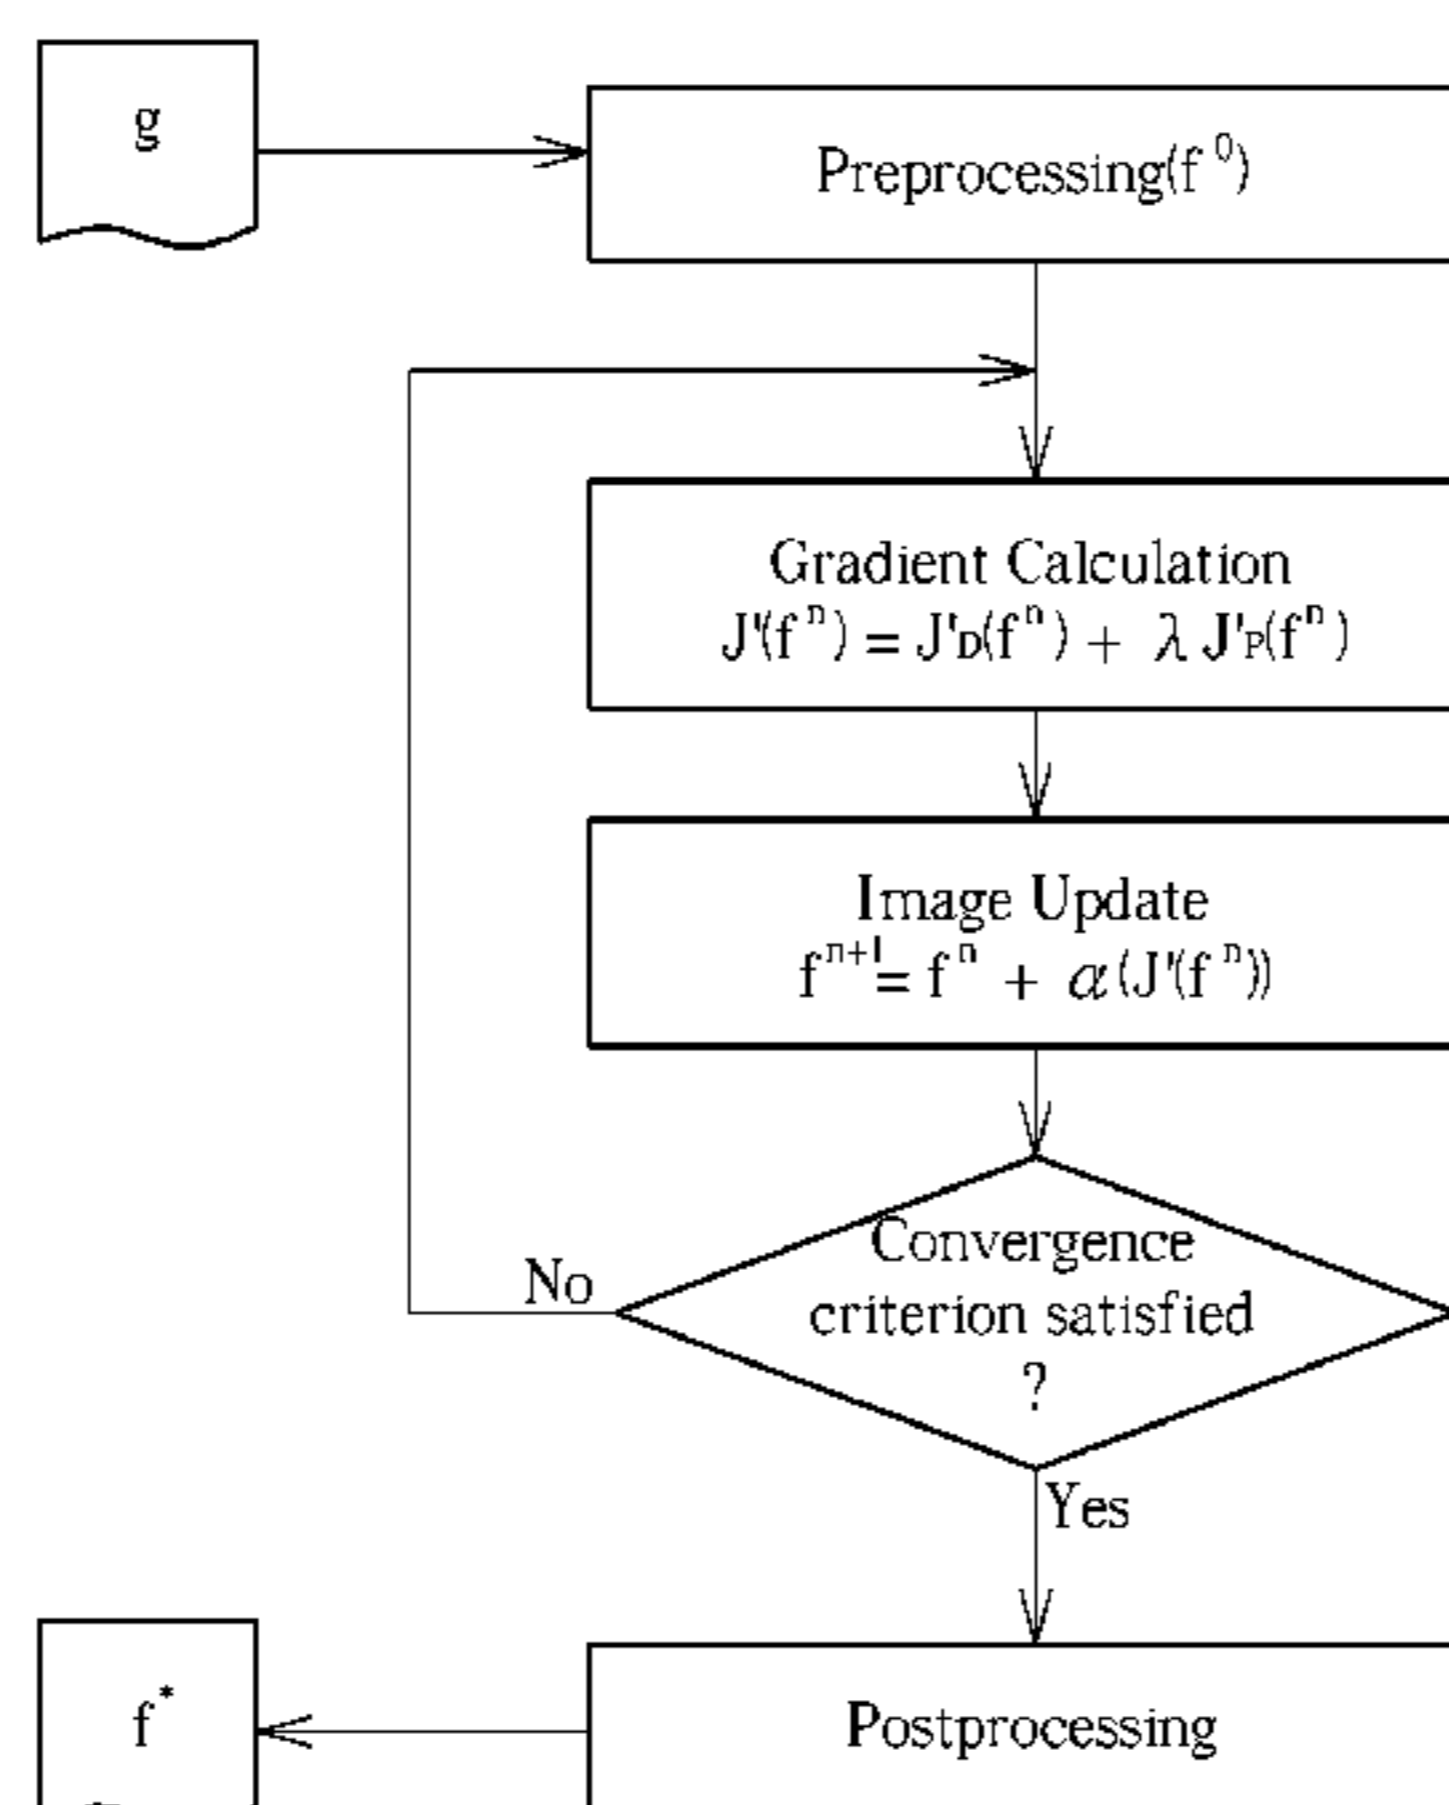 g
Preprocessing(f⁰)
Gradient Calculation
J'(fⁿ) = J'D(fⁿ) + λ J'P(fⁿ)
Image Update
fⁿ⁺¹= fⁿ + α(J'(fⁿ))
Convergence
criterion satisfied
?
No
Yes
Postprocessing
f*